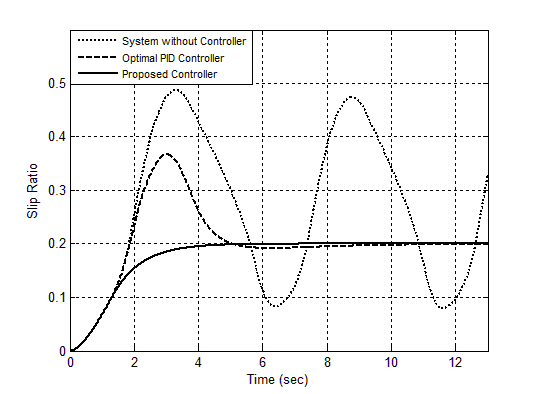 System without Controller
Optimal PID Controller
Proposed Controller
0.5
0.4
0.3
0.2
0.1
0
Slip Ratio
0 2 4 6 8 10 12
Time (sec)